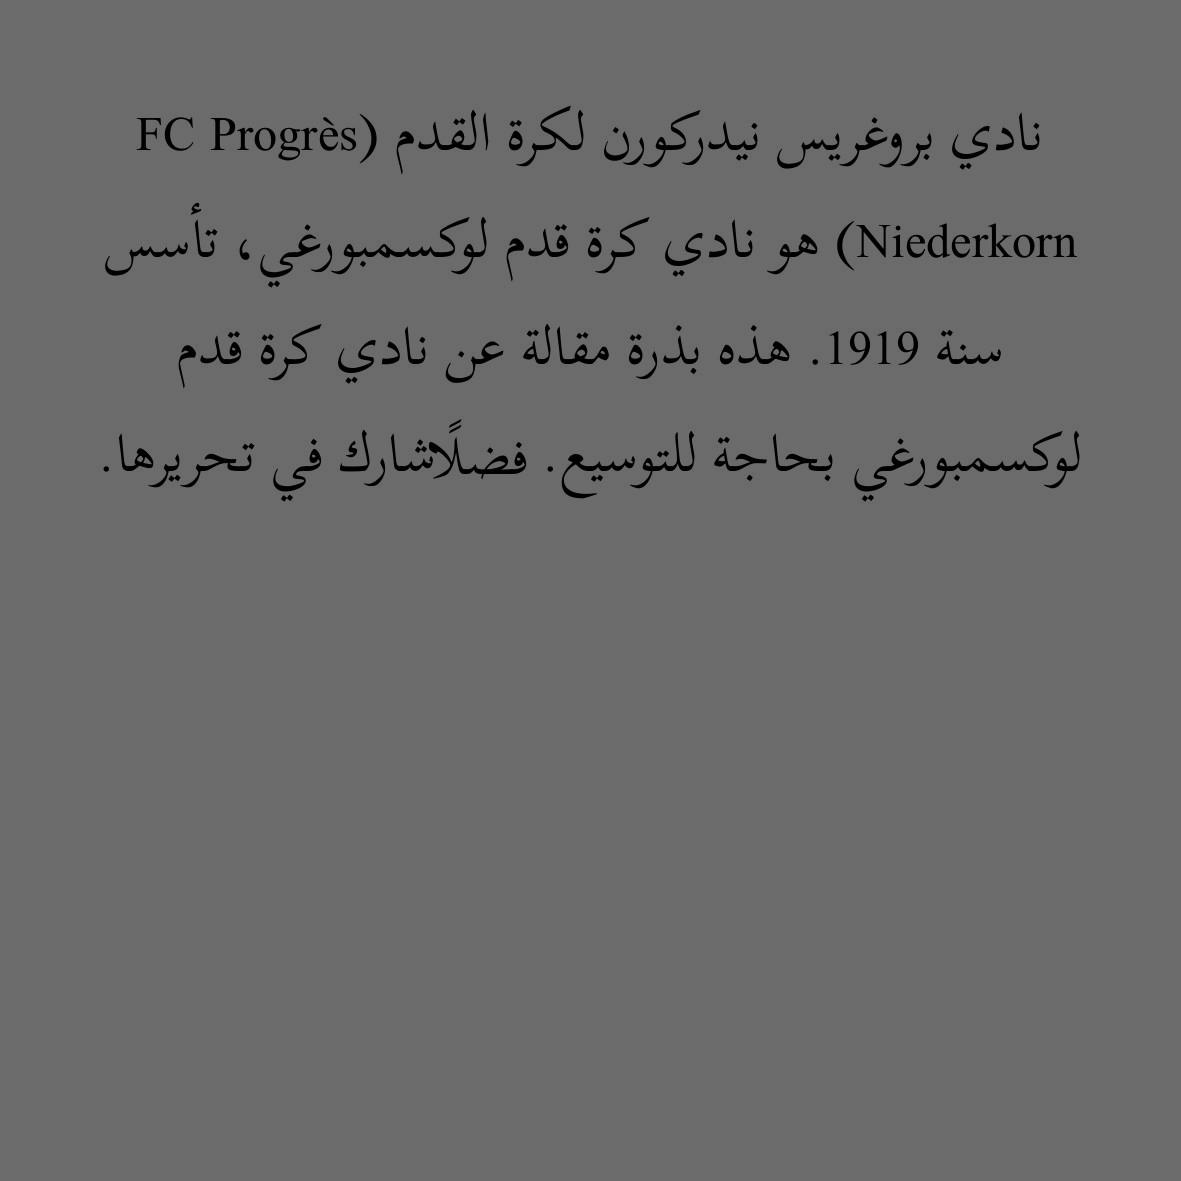 نادي بروغريس نيدركورن لكرة القدم (FC Progrès
Niederkorn) هو نادي كرة قدم لوكسمبورغي، تأسس
سنة 1919. هذه بذرة مقالة عن نادي كرة قدم
لوكسمبورغي بحاجة للتوسيع. فضلًاشارك في تحريرها.